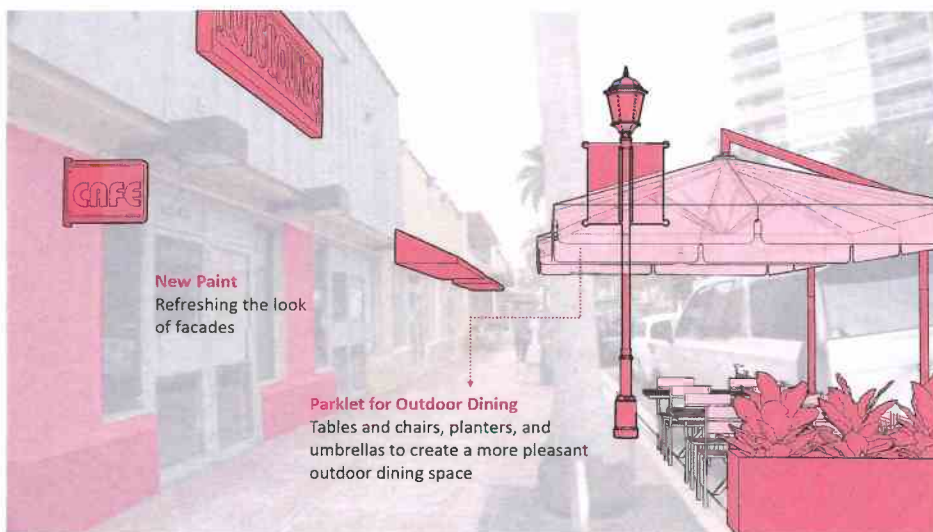 CAFE
New Paint
Refreshing the look
of facades
Parklet for Outdoor Dining
Tables and chairs, planters, and
umbrellas to create a more pleasant
outdoor dining space